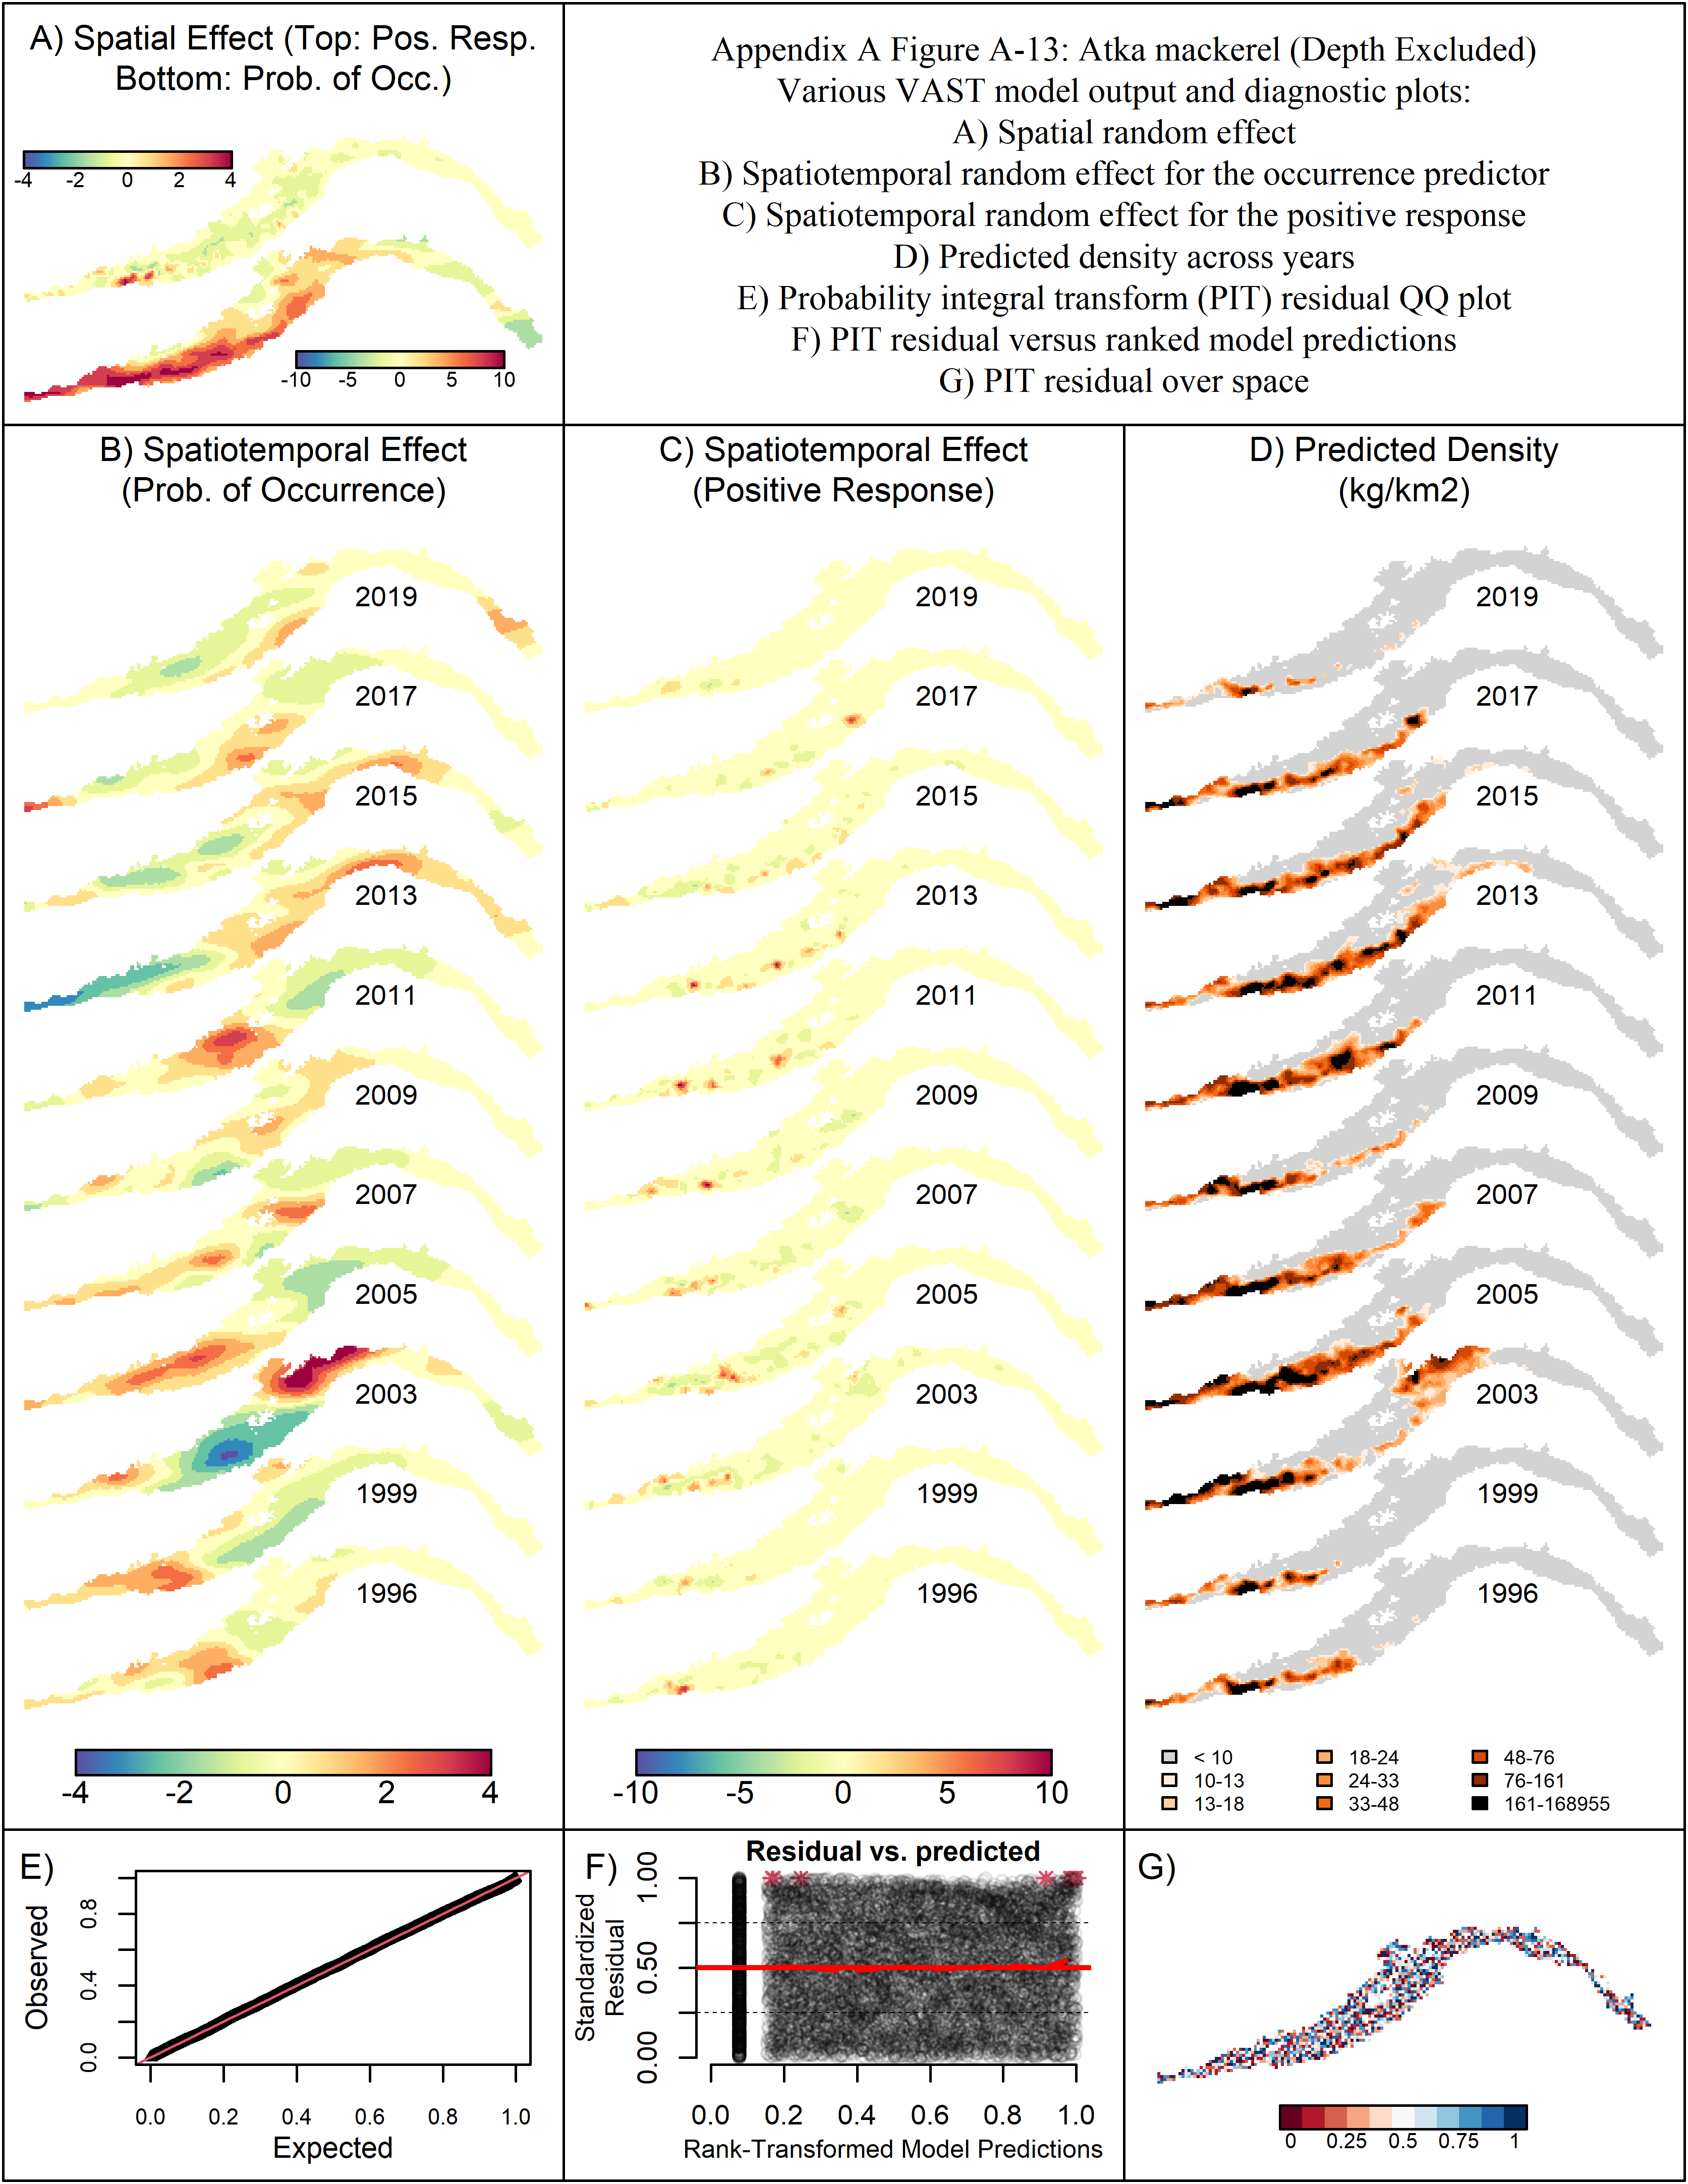 A) Spatial Effect (Top: Pos. Resp.
Bottom: Prob. of Occ.)
-4 -2 0 2 4
-10 -5 0 5 10
Appendix A Figure A-13: Atka mackerel (Depth Excluded)
Various VAST model output and diagnostic plots:
A) Spatial random effect
B) Spatiotemporal random effect for the occurrence predictor
C) Spatiotemporal random effect for the positive response
D) Predicted density across years
E) Probability integral transform (PIT) residual QQ plot
F) PIT residual versus ranked model predictions
G) PIT residual over space
B) Spatiotemporal Effect
(Prob. of Occurrence)
2019
2017
2015
2013
2011
2009
2007
2005
2003
1999
1996
-4 -2 0 2 4
C) Spatiotemporal Effect
(Positive Response)
2019
2017
2015
2013
2011
2009
2007
2005
2003
1999
1996
-10 -5 0 5 10
D) Predicted Density
(kg/km2)
2019
2017
2015
2013
2011
2009
2007
2005
2003
1999
1996
< 10 18-24 48-76
10-13 24-33 76-161
13-18 33-48 161-168955
E)
Observed
0.0 0.4 0.8
0.0 0.2 0.4 0.6 0.8 1.0
Expected
F)
Residual vs. predicted
Standardized
Residual
0.00 0.50 1.00
0.0 0.2 0.4 0.6 0.8 1.0
Rank-Transformed Model Predictions
G)
0 0.25 0.5 0.75 1